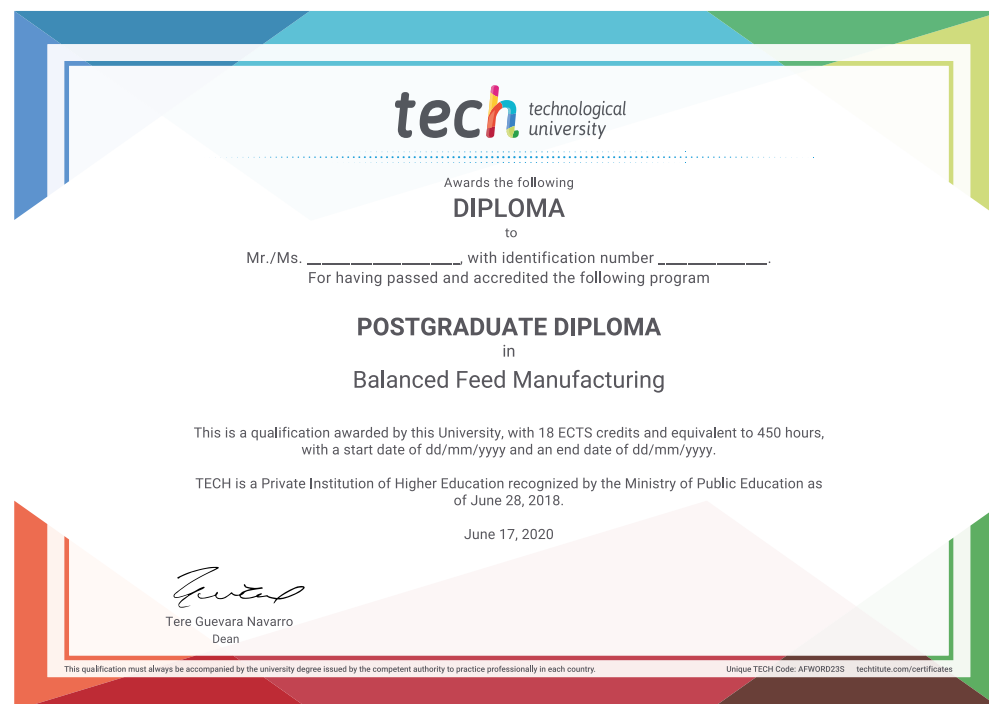 tech technological
university
Awards the following
DIPLOMA
to
Mr./Ms. ____________________, with identification number ______________.
For having passed and accredited the following program
POSTGRADUATE DIPLOMA
in
Balanced Feed Manufacturing
This is a qualification awarded by this University, with 18 ECTS credits and equivalent to 450 hours,
with a start date of dd/mm/yyyy and an end date of dd/mm/yyyy.
TECH is a Private Institution of Higher Education recognized by the Ministry of Public Education as
of June 28, 2018.
June 17, 2020
Tere Guevara Navarro
Dean
This qualification must always be accompanied by the university degree issued by the competent authority to practice professionally in each country.
Unique TECH Code: AFWORD23S techtitute.com/certificates